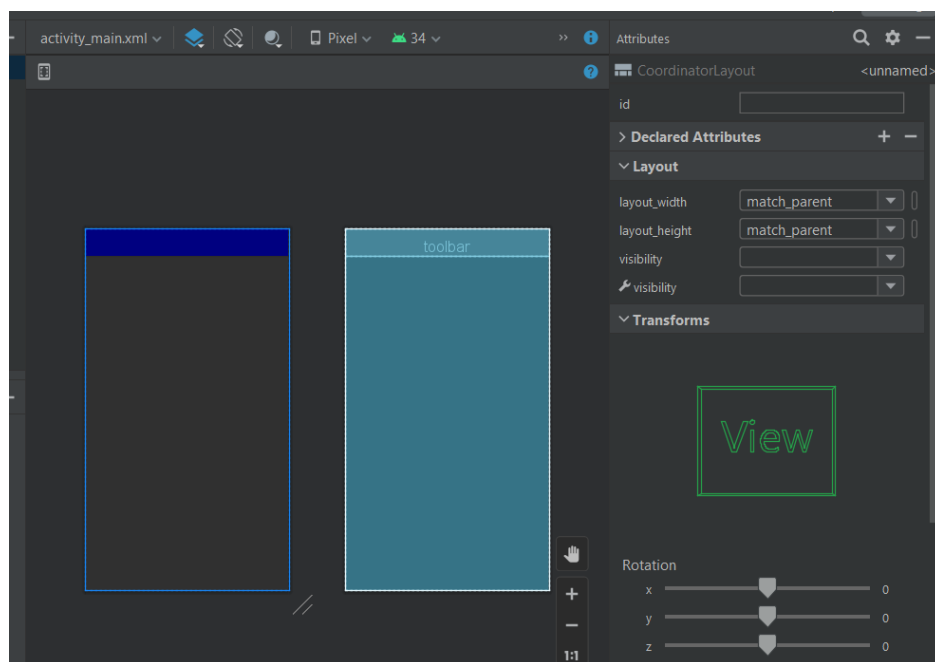 activity_main.xml Pixel 34 »
Attributes
CoordinatorLayout <unnamed>
id
Declared Attributes
Layout
layout_width match_parent
layout_height match_parent
visibility
visibility
Transforms
toolbar
View
Rotation
x 0
y 0
z 0
1:1